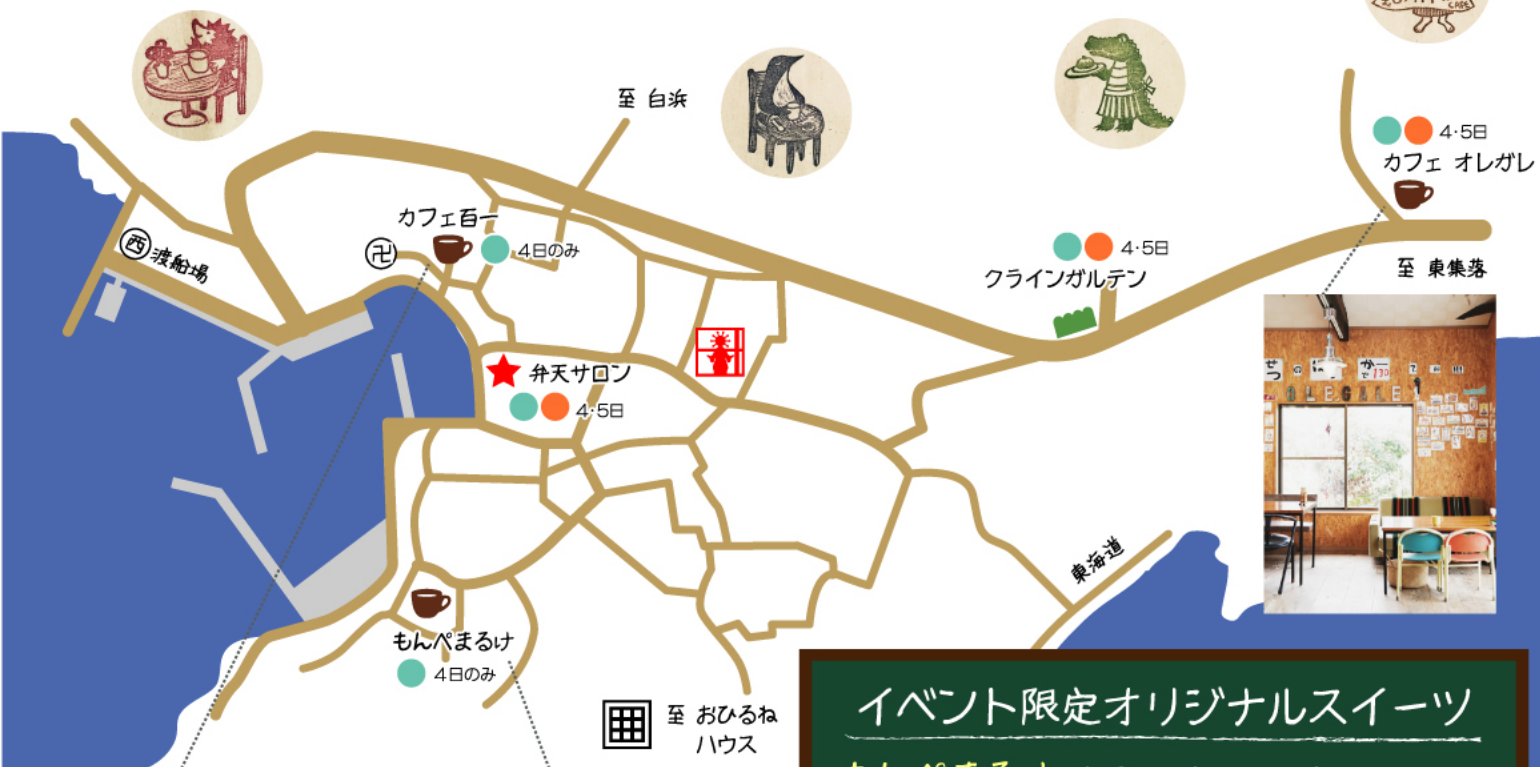 CAFE
至 白浜
4・5日
カフェ オレガレ
カフェ百一
卍
4日のみ
西 渡船場
4・5日
クラインガルテン
至 東集落
弁天サロン
4・5日
OLEGALE
東海道
もんぺまるけ
4日のみ
至 おひるね
ハウス
イベント限定オリジナルスイーツ